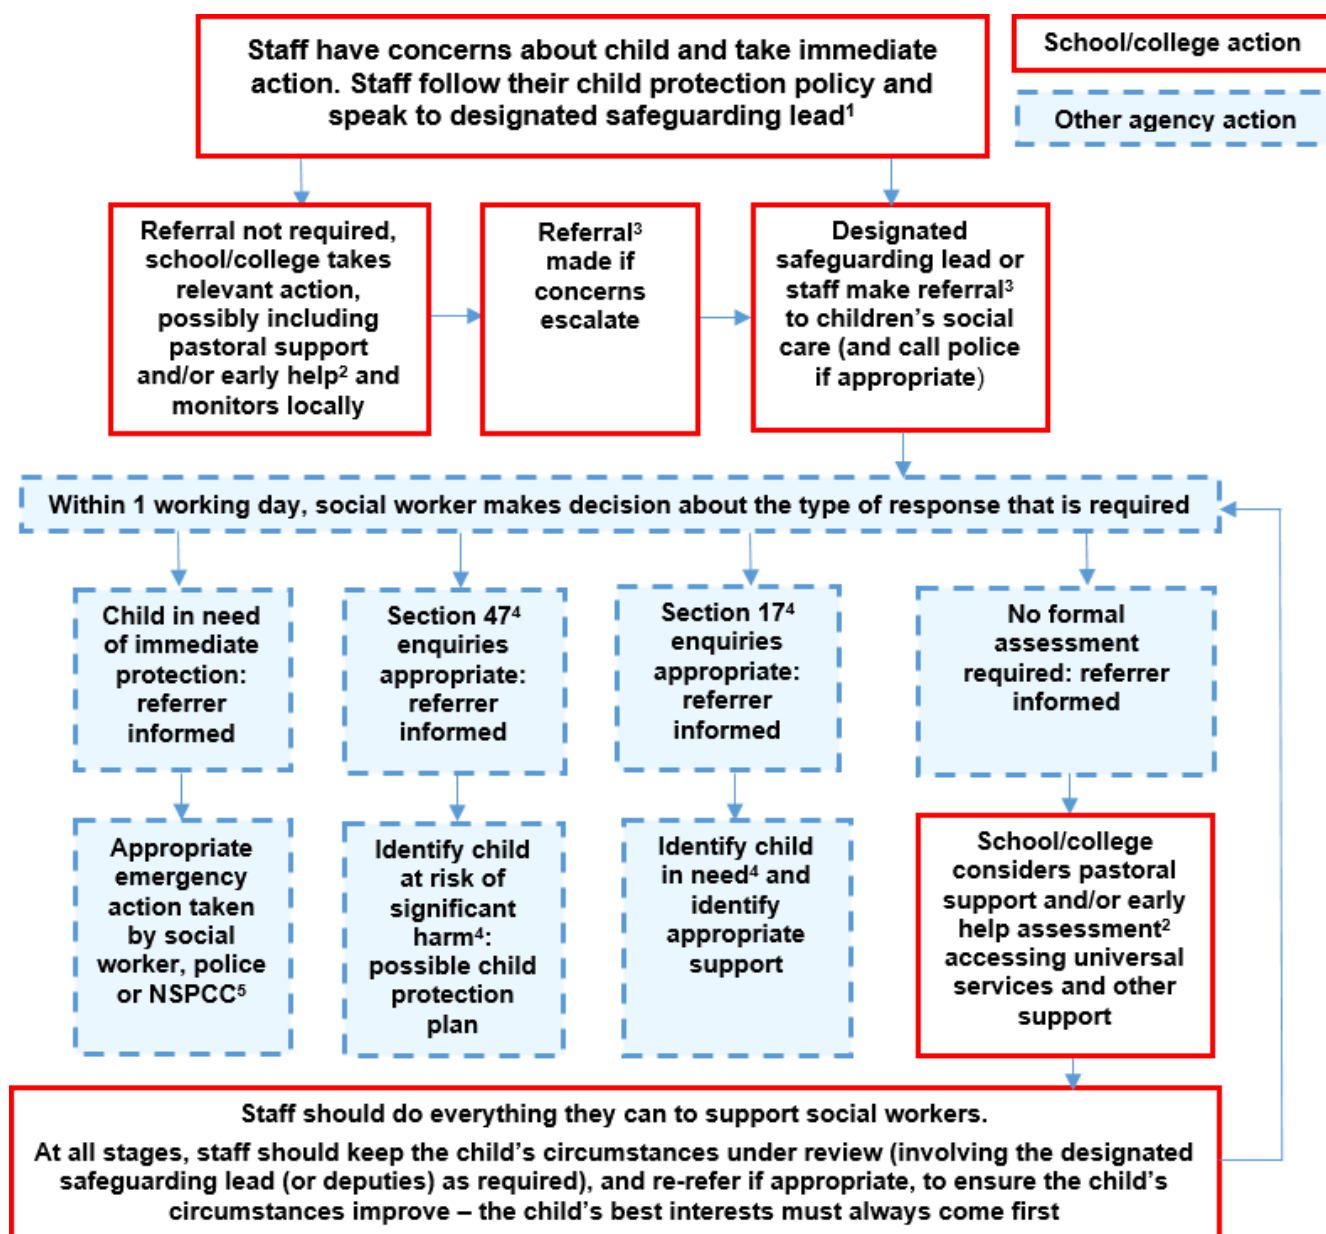 Staff have concerns about child and take immediate
action. Staff follow their child protection policy and
speak to designated safeguarding lead¹
School/college action
Other agency action
Referral not required,
school/college takes
relevant action,
possibly including
pastoral support
and/or early help² and
monitors locally
Referral³
made if
concerns
escalate
Designated
safeguarding lead or
staff make referral³
to children’s social
care (and call police
if appropriate)
Within 1 working day, social worker makes decision about the type of response that is required
Child in need
of immediate
protection:
referrer
informed
Section 47⁴
enquiries
appropriate:
referrer
informed
Section 17⁴
enquiries
appropriate:
referrer
informed
No formal
assessment
required: referrer
informed
Appropriate
emergency
action taken
by social
worker, police
or NSPCC⁵
Identify child
at risk of
significant
harm⁴:
possible child
protection
plan
Identify child
in need⁴ and
identify
appropriate
support
School/college
considers pastoral
support and/or early
help assessment²
accessing universal
services and other
support
Staff should do everything they can to support social workers.
At all stages, staff should keep the child’s circumstances under review (involving the designated
safeguarding lead (or deputies) as required), and re-refer if appropriate, to ensure the child’s
circumstances improve – the child’s best interests must always come first